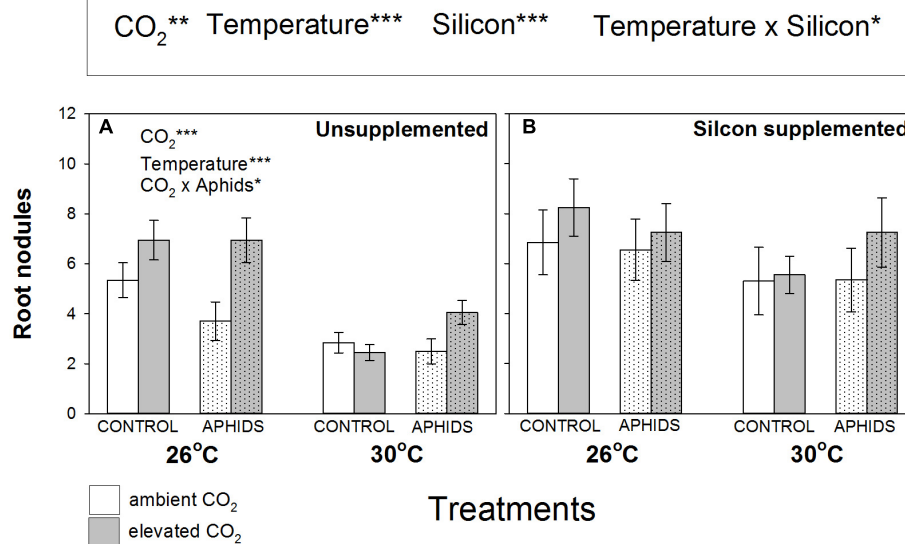 CO2** Temperature*** Silicon*** Temperature x Silicon*
A Unsupplemented
CO2***
Temperature***
CO2 x Aphids*
B Silcon supplemented
Root nodules
12
10
8
6
4
2
0
CONTROL APHIDS CONTROL APHIDS CONTROL APHIDS CONTROL APHIDS
26°C 30°C 26°C 30°C
Treatments
ambient CO2
elevated CO2